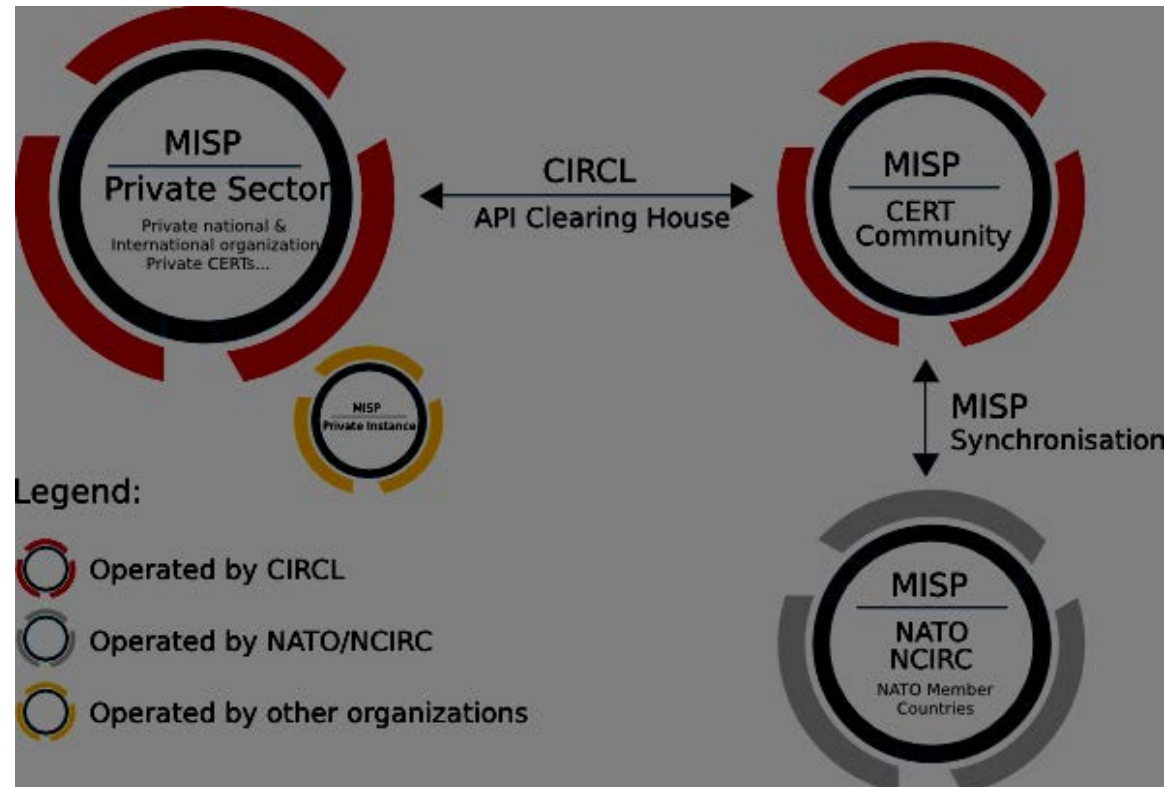 MISP
Private Sector
Private national &
International organization
Private CERTs...
CIRCL
API Clearing House
MISP
CERT
Community
MISP
Private Instance
MISP
Synchronisation
MISP
NATO
NCIRC
NATO Member
Countries
Legend:
Operated by CIRCL
Operated by NATO/NCIRC
Operated by other organizations